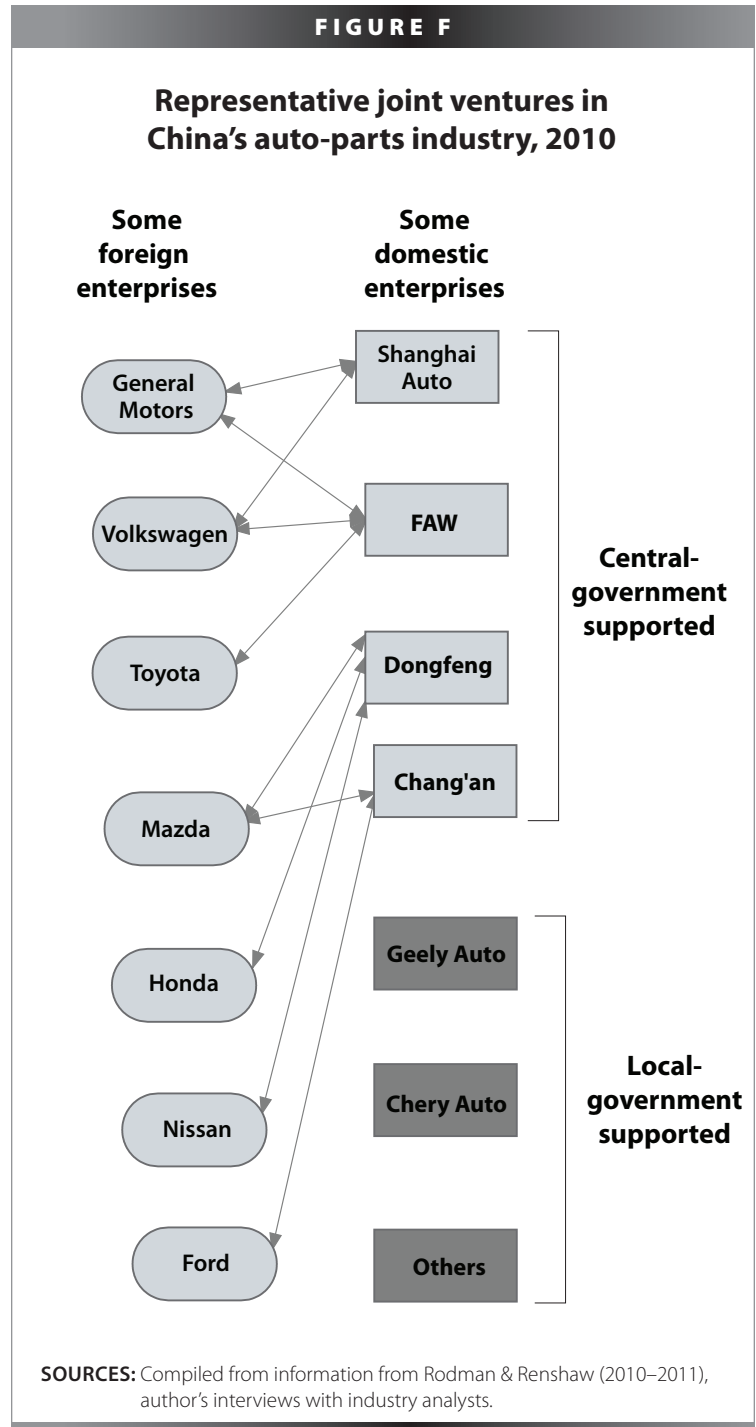 FIGURE F
Representative joint ventures in
China's auto-parts industry, 2010
Some
foreign
enterprises
Some
domestic
enterprises
General
Motors
Volkswagen
Toyota
Mazda
Honda
Nissan
Ford
Shanghai
Auto
FAW
Dongfeng
Chang'an
Central-
government
supported
Geely Auto
Chery Auto
Others
Local-
government
supported
SOURCES: Compiled from information from Rodman & Renshaw (2010–2011),
author's interviews with industry analysts.